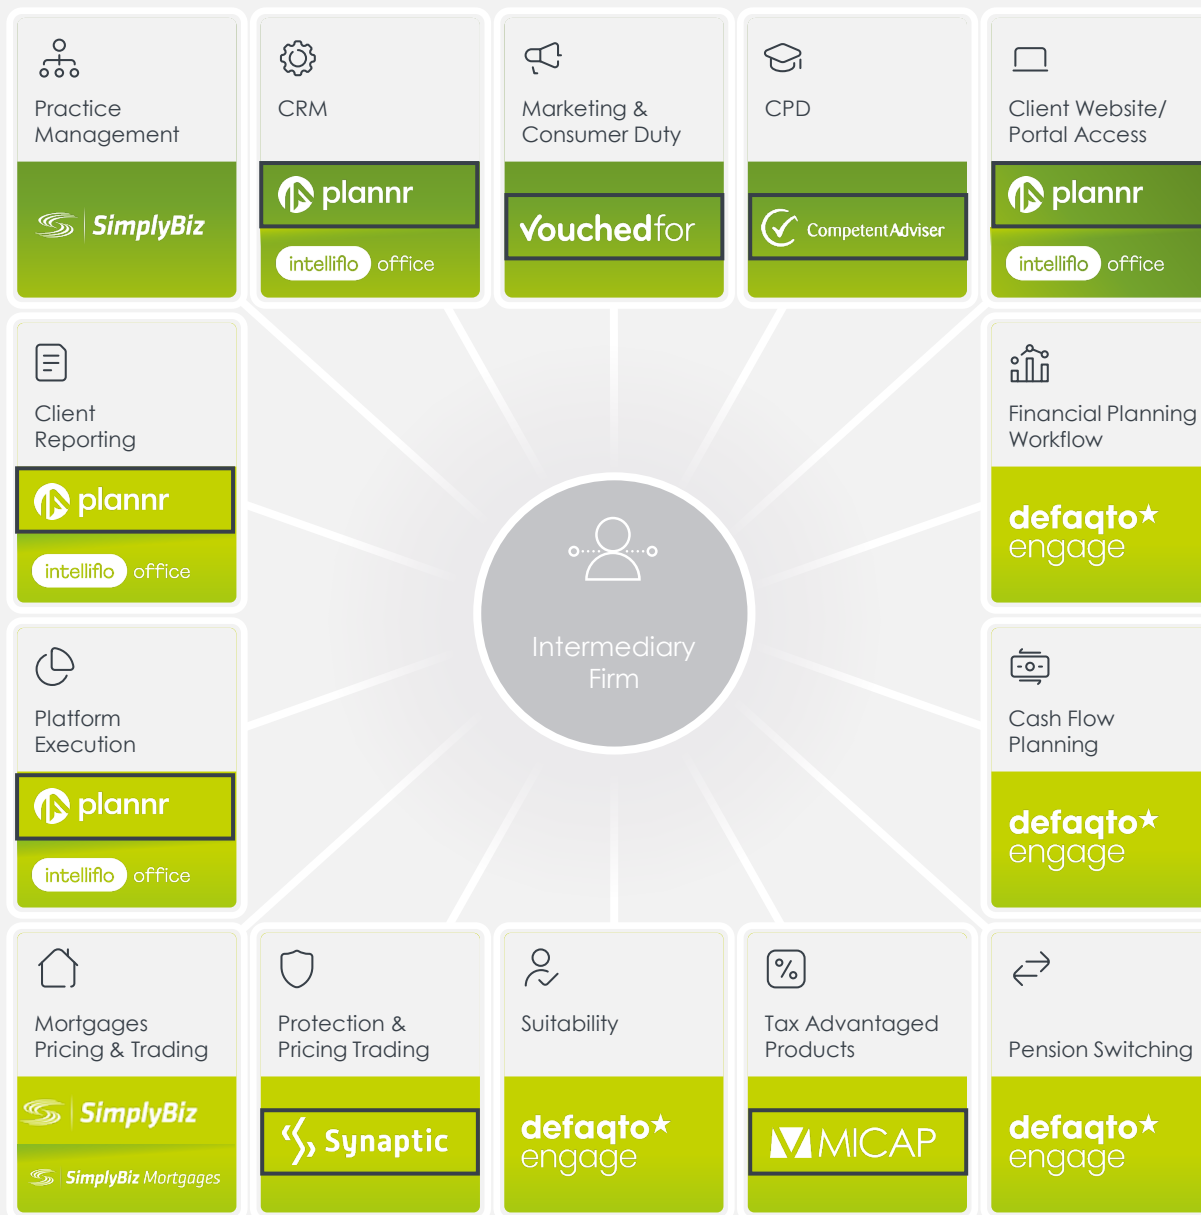 Practice
Management
SimplyBiz
CRM
plannr
intelliflo office
Marketing &
Consumer Duty
Vouchedfor
CPD
CompetentAdviser
Client Website/
Portal Access
plannr
intelliflo office
Client
Reporting
plannr
intelliflo office
Financial Planning
Workflow
defaqto
engage
Intermediary
Firm
Platform
Execution
plannr
intelliflo office
Cash Flow
Planning
defaqto
engage
Mortgages
Pricing & Trading
SimplyBiz
SimplyBiz Mortgages
Protection &
Pricing Trading
Synaptic
Suitability
defaqto
engage
%
Tax Advantaged
Products
MICAP
Pension Switching
defaqto
engage